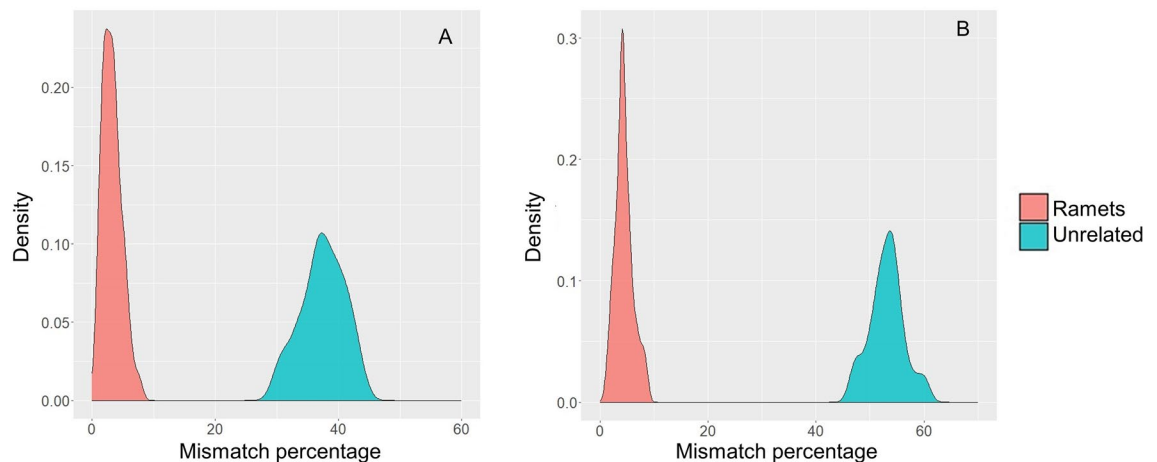 A
Density
0.20
0.15
0.10
0.05
0.00
0 20 40 60
Mismatch percentage
B
Density
0.3
0.2
0.1
0.0
0 20 40 60
Mismatch percentage
Ramets
Unrelated